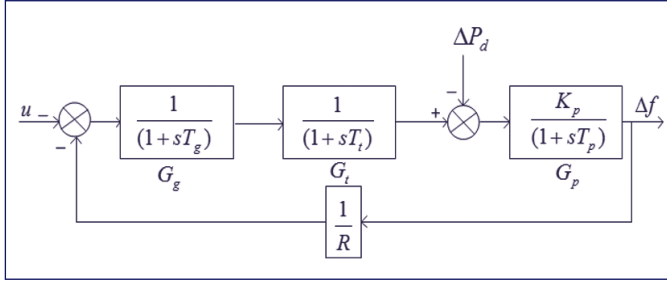 ΔP_d
u − − + − Δf
1 / (1 + sT_g)
G_g
1 / (1 + sT_t)
G_t
K_p / (1 + sT_p)
G_p
1 / R